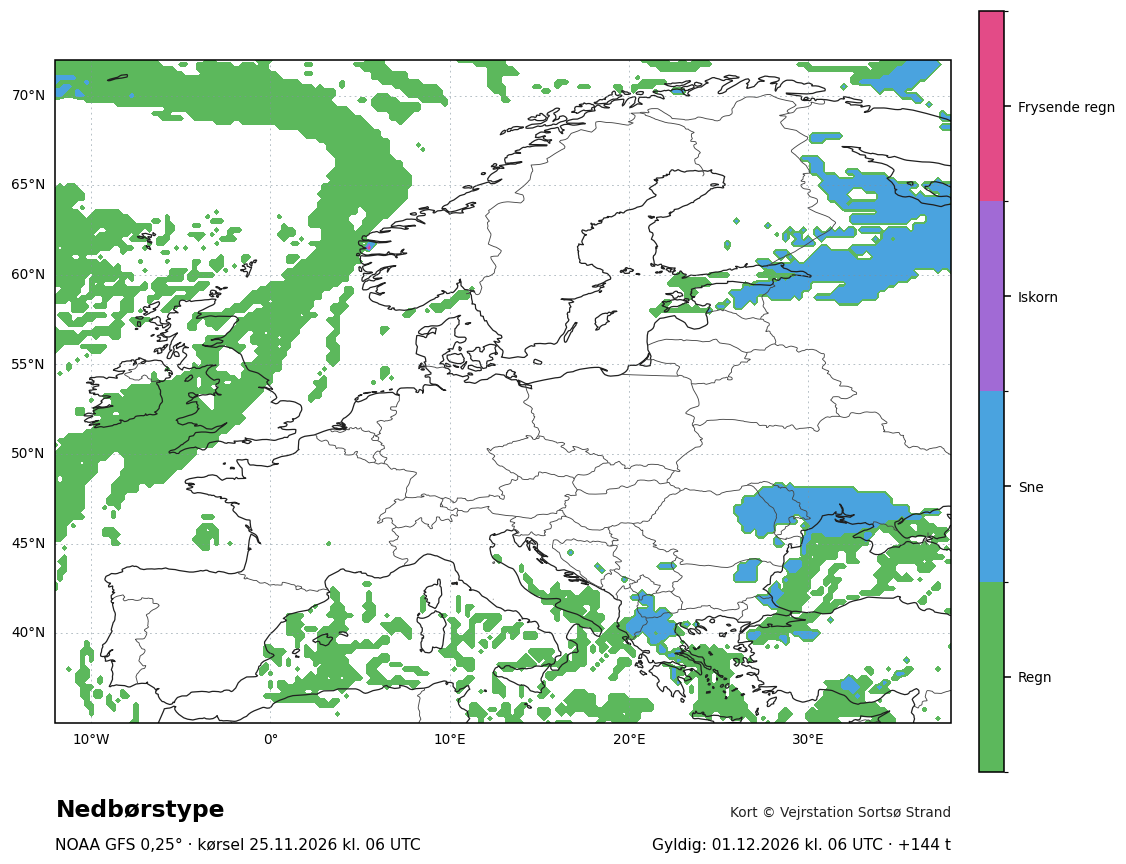 70°N
65°N
60°N
55°N
50°N
45°N
40°N
10°W
0°
10°E
20°E
30°E
Frysende regn
Iskorn
Sne
Regn
Nedbørstype
Kort © Vejrstation Sortsø Strand
NOAA GFS 0,25° · kørsel 25.11.2026 kl. 06 UTC
Gyldig: 01.12.2026 kl. 06 UTC · +144 t